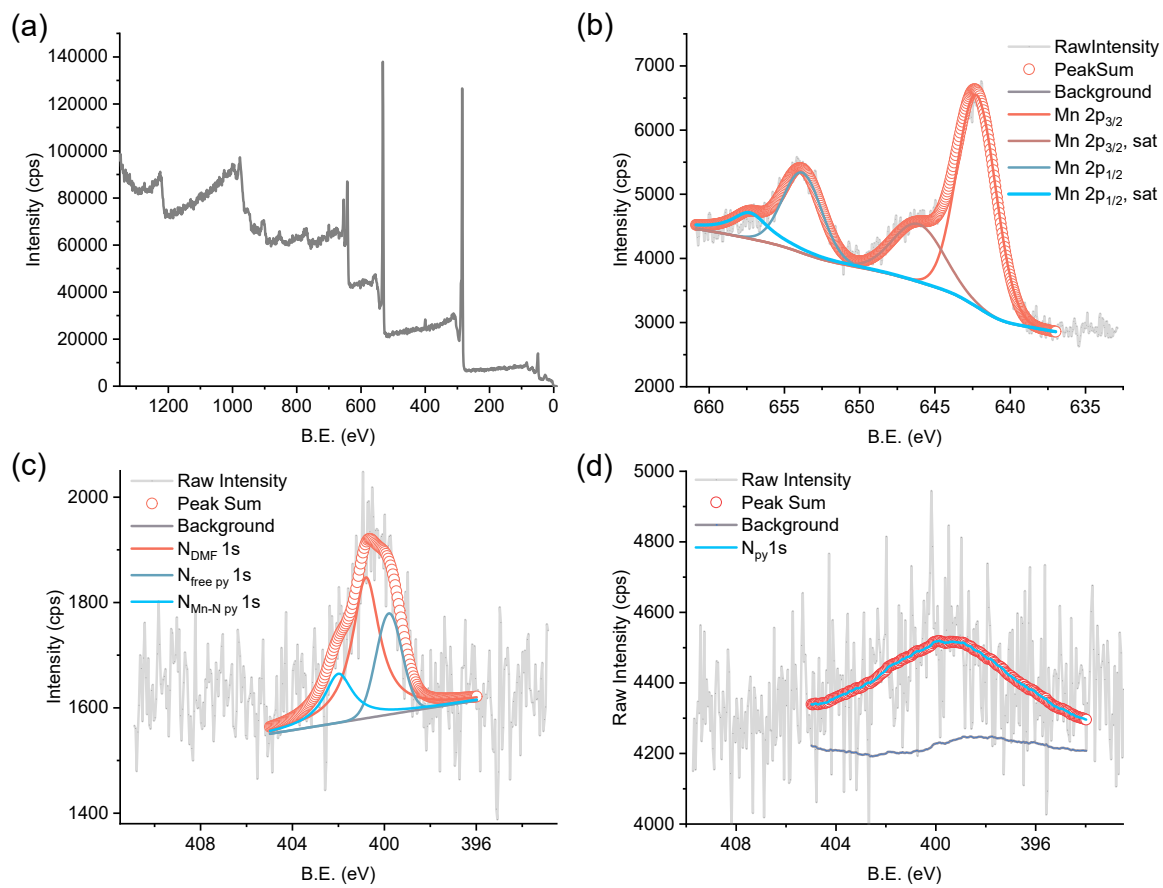 (a)
140000
120000
100000
80000
60000
40000
20000
0
Intensity (cps)
1200 1000 800 600 400 200 0
B.E. (eV)
(b)
7000
6000
5000
4000
3000
2000
Intensity (cps)
660 655 650 645 640 635
B.E. (eV)
RawIntensity
PeakSum
Background
Mn 2p3/2
Mn 2p3/2, sat
Mn 2p1/2
Mn 2p1/2, sat
(c)
2000
1800
1600
1400
Intensity (cps)
408 404 400 396
B.E. (eV)
Raw Intensity
Peak Sum
Background
NDMF 1s
Nfree py 1s
NMn-N py 1s
(d)
5000
4800
4600
4400
4200
4000
Raw Intensity (cps)
408 404 400 396
B.E. (eV)
Raw Intensity
Peak Sum
Background
Npy1s